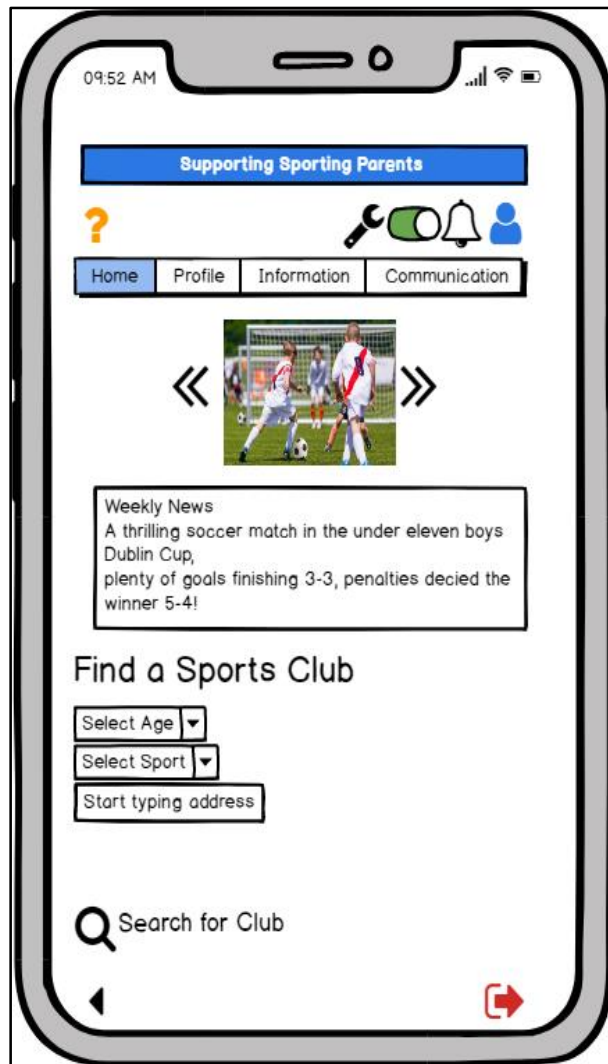 09:52 AM
Supporting Sporting Parents
?
Home Profile Information Communication
Weekly News
A thrilling soccer match in the under eleven boys
Dublin Cup,
plenty of goals finishing 3-3, penalties decied the
winner 5-4!
Find a Sports Club
Select Age
Select Sport
Start typing address
Search for Club